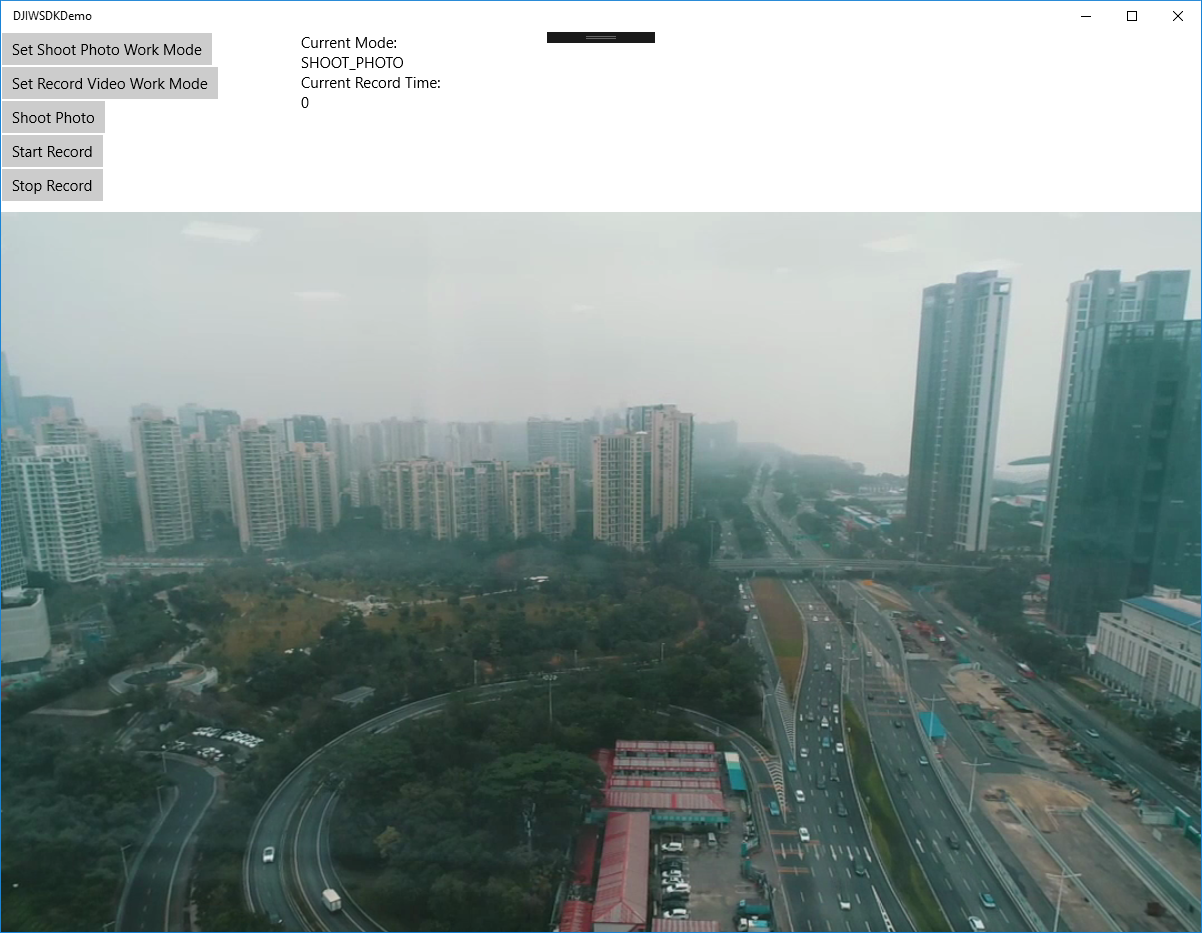 DJIWSDKDemo
Set Shoot Photo Work Mode
Set Record Video Work Mode
Shoot Photo
Start Record
Stop Record
Current Mode:
SHOOT_PHOTO
Current Record Time:
0